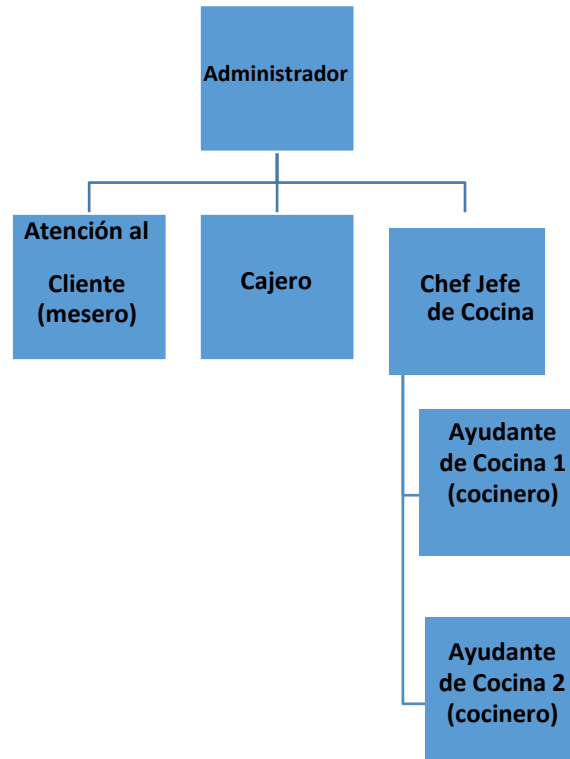 Administrador
Atención al
Cliente
(mesero)
Cajero
Chef Jefe
de Cocina
Ayudante
de Cocina 1
(cocinero)
Ayudante
de Cocina 2
(cocinero)